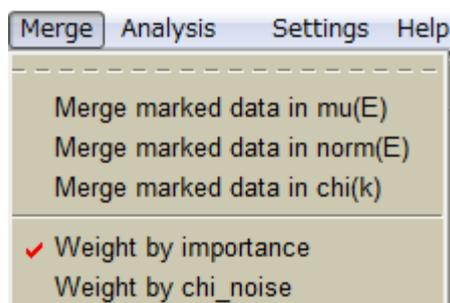 Merge Analysis Settings Help
Merge marked data in mu(E)
Merge marked data in norm(E)
Merge marked data in chi(k)
Weight by importance
Weight by chi_noise